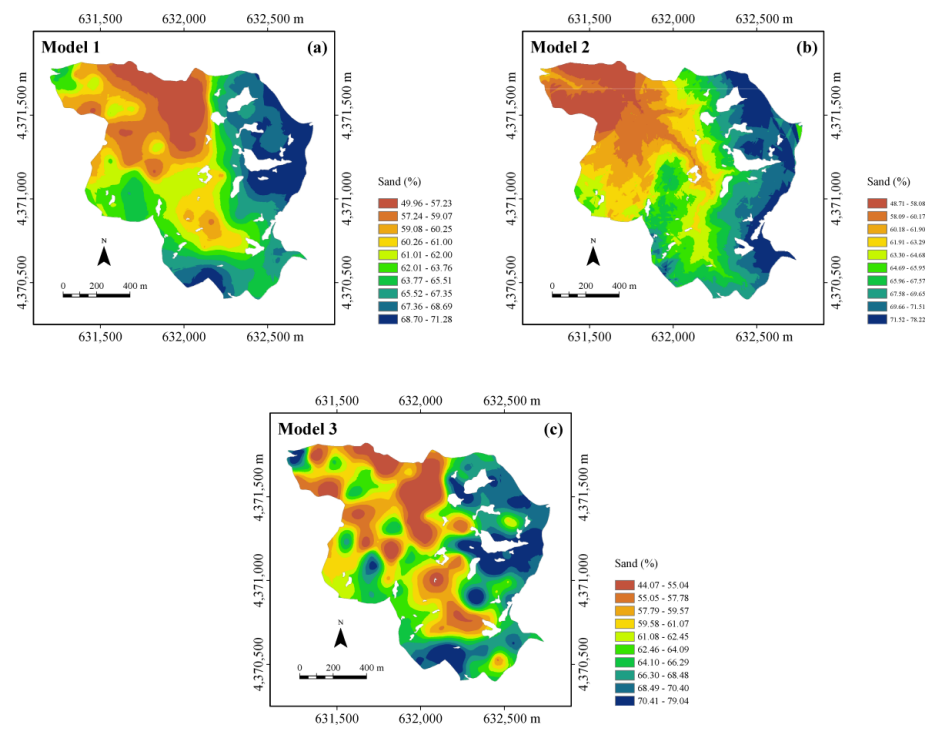 631,500 632,000 632,500 m
Model 1 (a)
4,371,500 m
4,371,000
4,370,500
N
0 200 400 m
631,500 632,000 632,500 m
Sand (%)
49.96 - 57.23
57.24 - 59.07
59.08 - 60.25
60.26 - 61.00
61.01 - 62.00
62.01 - 63.76
63.77 - 65.51
65.52 - 67.35
67.36 - 68.69
68.70 - 71.28
631,500 632,000 632,500 m
Model 2 (b)
4,371,500 m
4,371,000
4,370,500
N
0 200 400 m
631,500 632,000 632,500 m
Sand (%)
48.71 - 58.08
58.09 - 60.17
60.18 - 61.90
61.91 - 63.29
63.30 - 64.68
64.69 - 65.95
65.96 - 67.57
67.58 - 69.65
69.66 - 71.51
71.52 - 78.22
4,371,500 m
4,371,000
4,370,500
631,500 632,000 632,500 m
Model 3 (c)
4,371,500 m
4,371,000
4,370,500
N
0 200 400 m
631,500 632,000 632,500 m
Sand (%)
44.07 - 55.04
55.05 - 57.78
57.79 - 59.57
59.58 - 61.07
61.08 - 62.45
62.46 - 64.09
64.10 - 66.29
66.30 - 68.48
68.49 - 70.40
70.41 - 79.04
4,371,500 m
4,371,000
4,370,500